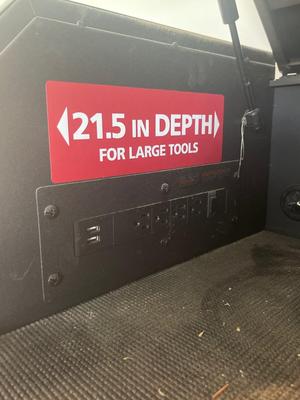 21.5 IN DEPTH
FOR LARGE TOOLS